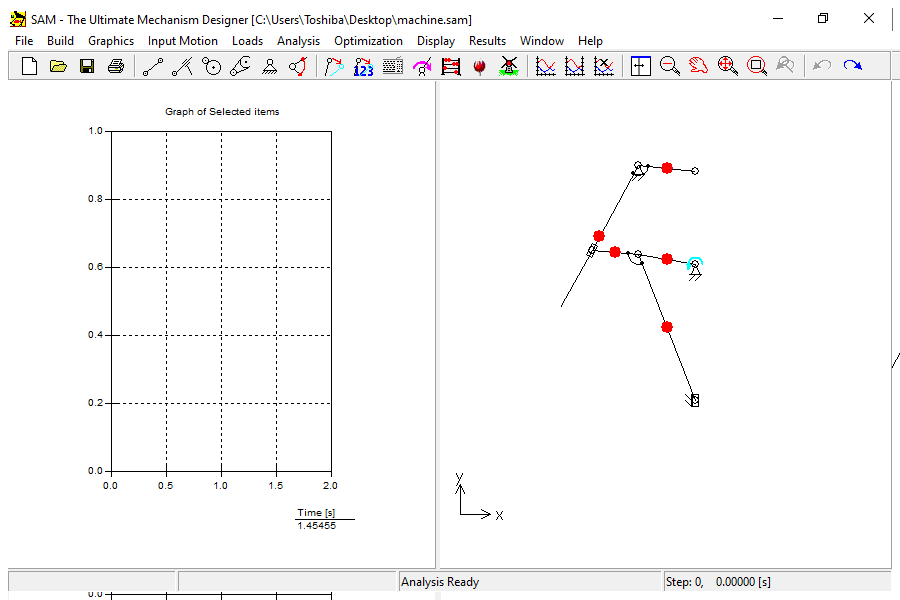 SAM - The Ultimate Mechanism Designer [C:\Users\Toshiba\Desktop\machine.sam]
File Build Graphics Input Motion Loads Analysis Optimization Display Results Window Help
123
Graph of Selected items
1.0
0.8
0.6
0.4
0.2
0.0
0.0 0.5 1.0 1.5 2.0
Time [s]
1.45455
y
x
Analysis Ready
Step: 0, 0.00000 [s]
0.0